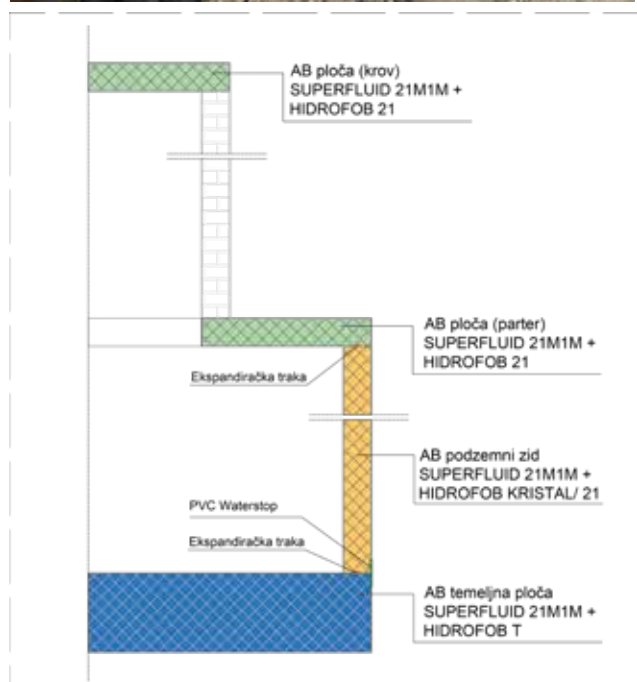 AB ploča (krov)
SUPERFLUID 21M1M +
HIDROFOB 21
AB ploča (parter)
SUPERFLUID 21M1M +
HIDROFOB 21
Ekspandiračka traka
AB podzemni zid
SUPERFLUID 21M1M +
HIDROFOB KRISTAL/ 21
PVC Waterstop
Ekspandiračka traka
AB temeljna ploča
SUPERFLUID 21M1M +
HIDROFOB T